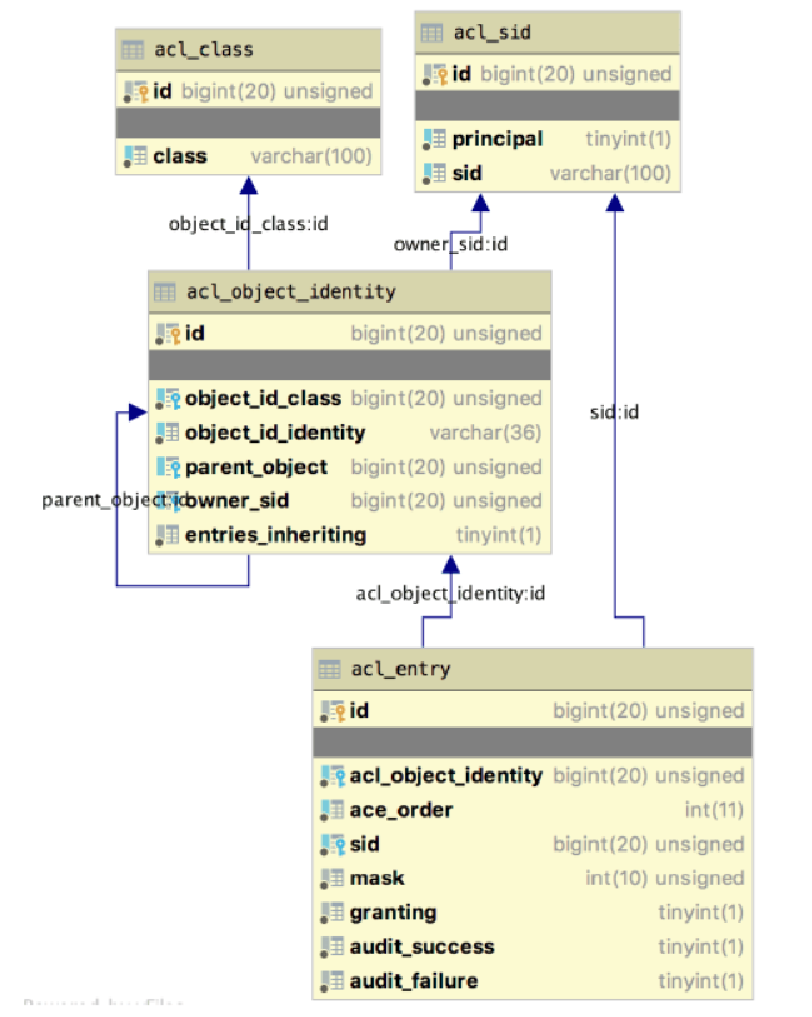 acl_class
id bigint(20) unsigned
class varchar(100)
acl_sid
id bigint(20) unsigned
principal tinyint(1)
sid varchar(100)
object_id_class:id
owner_sid:id
acl_object_identity
id bigint(20) unsigned
object_id_class bigint(20) unsigned
object_id_identity varchar(36)
parent_object bigint(20) unsigned
owner_sid bigint(20) unsigned
entries_inheriting tinyint(1)
parent_object:id
sid:id
acl_object_identity:id
acl_entry
id bigint(20) unsigned
acl_object_identity bigint(20) unsigned
ace_order int(11)
sid bigint(20) unsigned
mask int(10) unsigned
granting tinyint(1)
audit_success tinyint(1)
audit_failure tinyint(1)